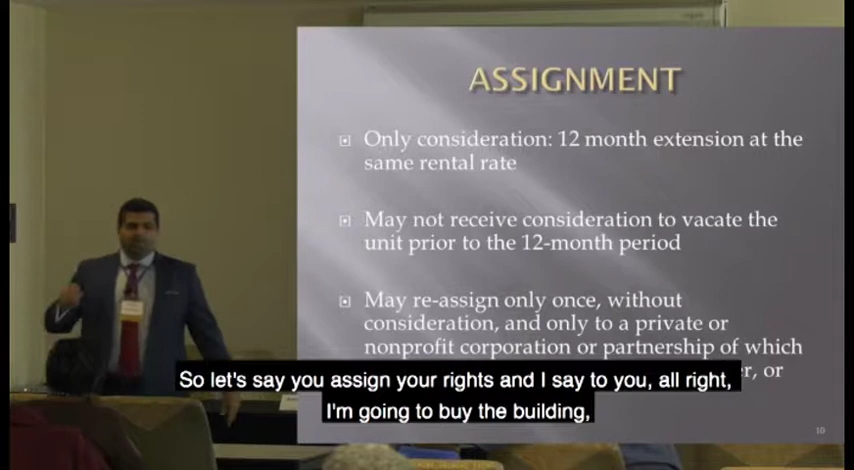 ASSIGNMENT
Only consideration: 12 month extension at the
same rental rate
May not receive consideration to vacate the
unit prior to the 12-month period
May re-assign only once, without
consideration, and only to a private or
nonprofit corporation or partnership of which
er, or
So let's say you assign your rights and I say to you, all right,
I'm going to buy the building,
10